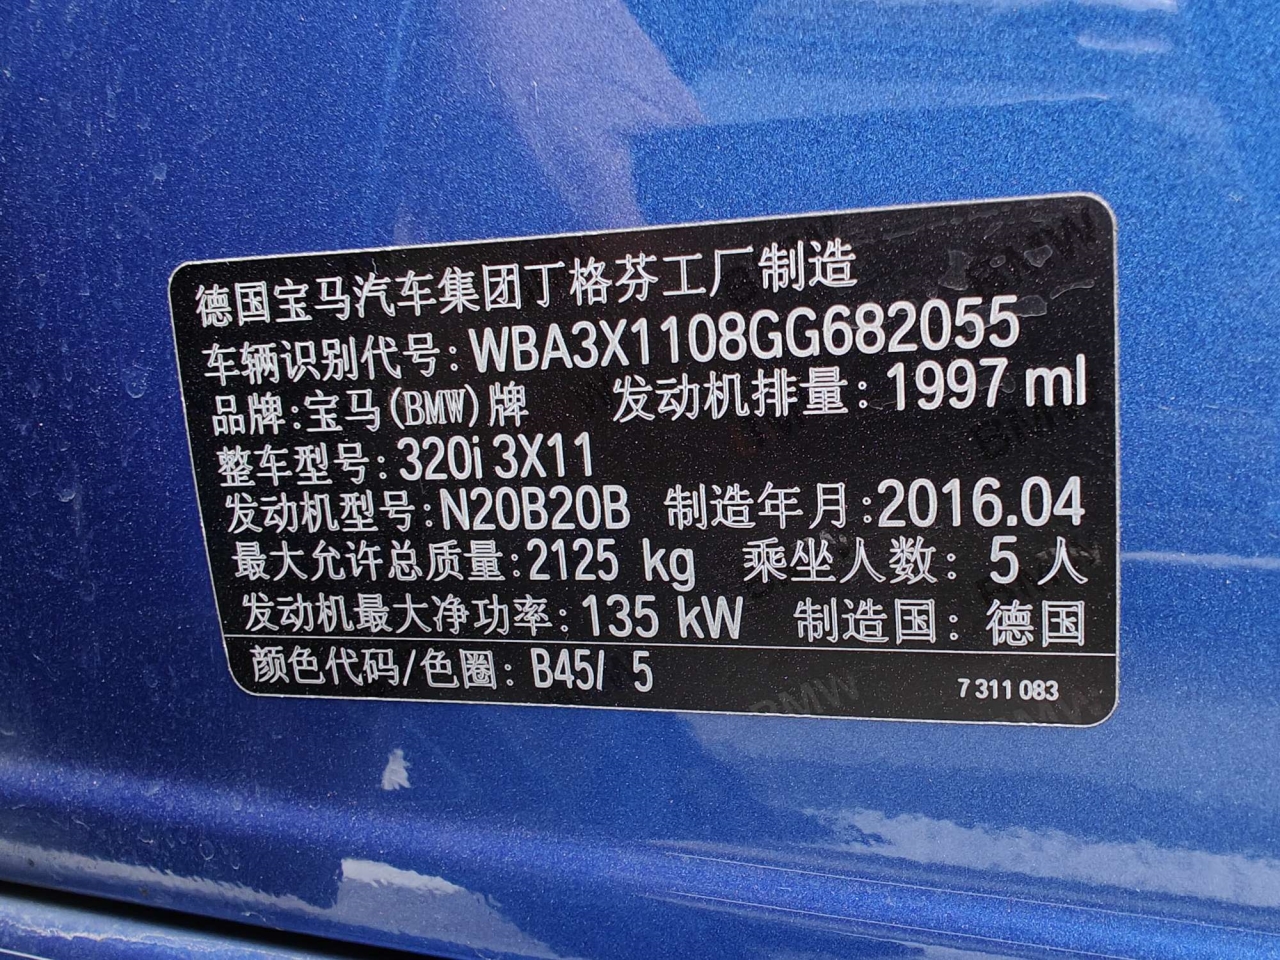 德国宝马汽车集团丁格芬工厂制造
车辆识别代号: WBA3X1108GG682055
品牌:宝马(BMW)牌 发动机排量: 1997 ml
整车型号: 320i 3X11
发动机型号: N20B20B 制造年月:2016.04
最大允许总质量: 2125 kg 乘坐人数: 5 人
发动机最大净功率: 135 kW 制造国: 德国
颜色代码/色圈: B45/ 5 7 311 083